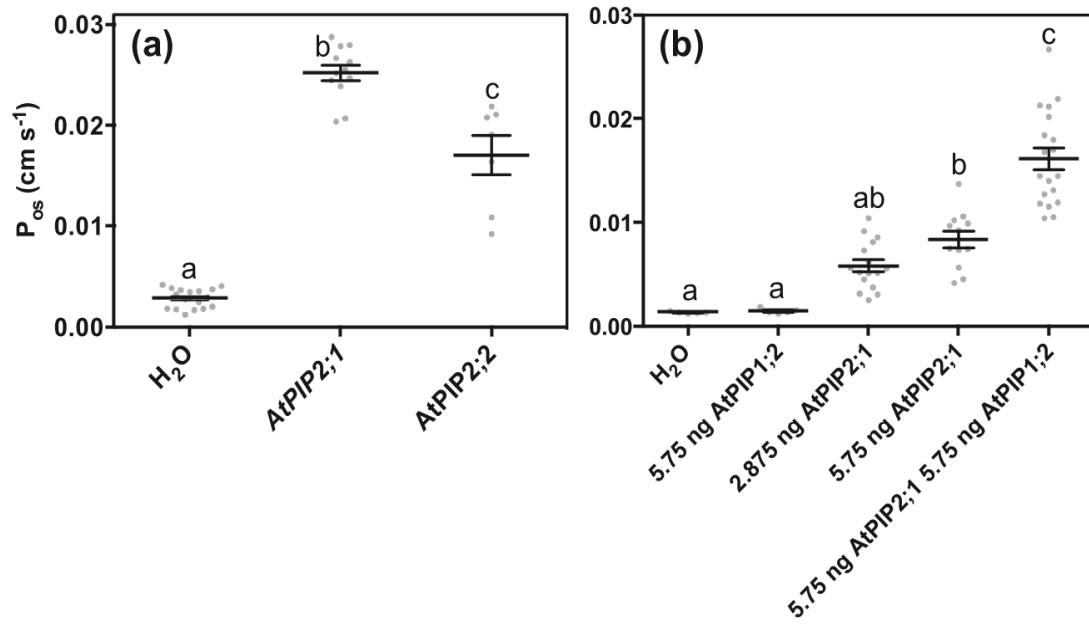 (a)
P_os (cm s⁻¹)
0.03
0.02
0.01
0.00
a
b
c
H₂O
AtPIP2;1
AtPIP2;2
(b)
0.03
0.02
0.01
0.00
a
a
ab
b
c
H₂O
5.75 ng AtPIP1;2
2.875 ng AtPIP2;1
5.75 ng AtPIP2;1
5.75 ng AtPIP2;1 5.75 ng AtPIP1;2